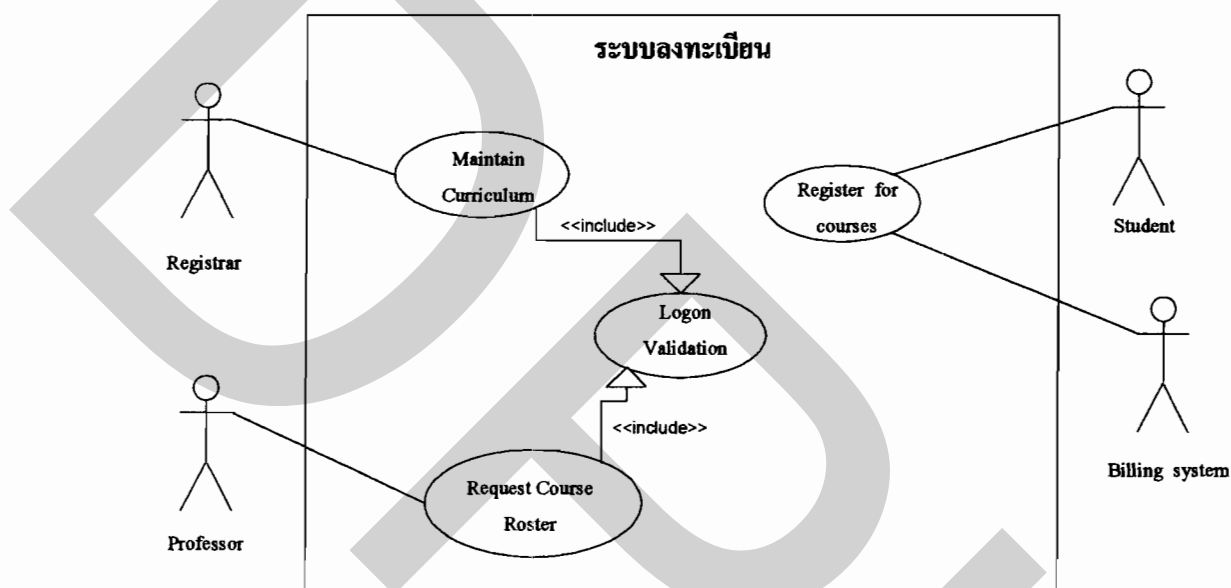 ระบบลงทะเบียน
Maintain
Curriculum
<<include>>
Register for
courses
Registrar
Student
Logon
Validation
<<include>>
Request Course
Roster
Professor
Billing system